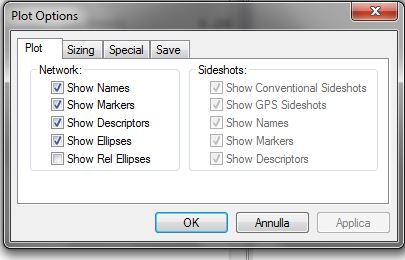 Plot Options
Plot Sizing Special Save
Network:
Show Names
Show Markers
Show Descriptors
Show Ellipses
Show Rel Ellipses
Sideshots:
Show Conventional Sideshots
Show GPS Sideshots
Show Names
Show Markers
Show Descriptors
OK Annulla Applica